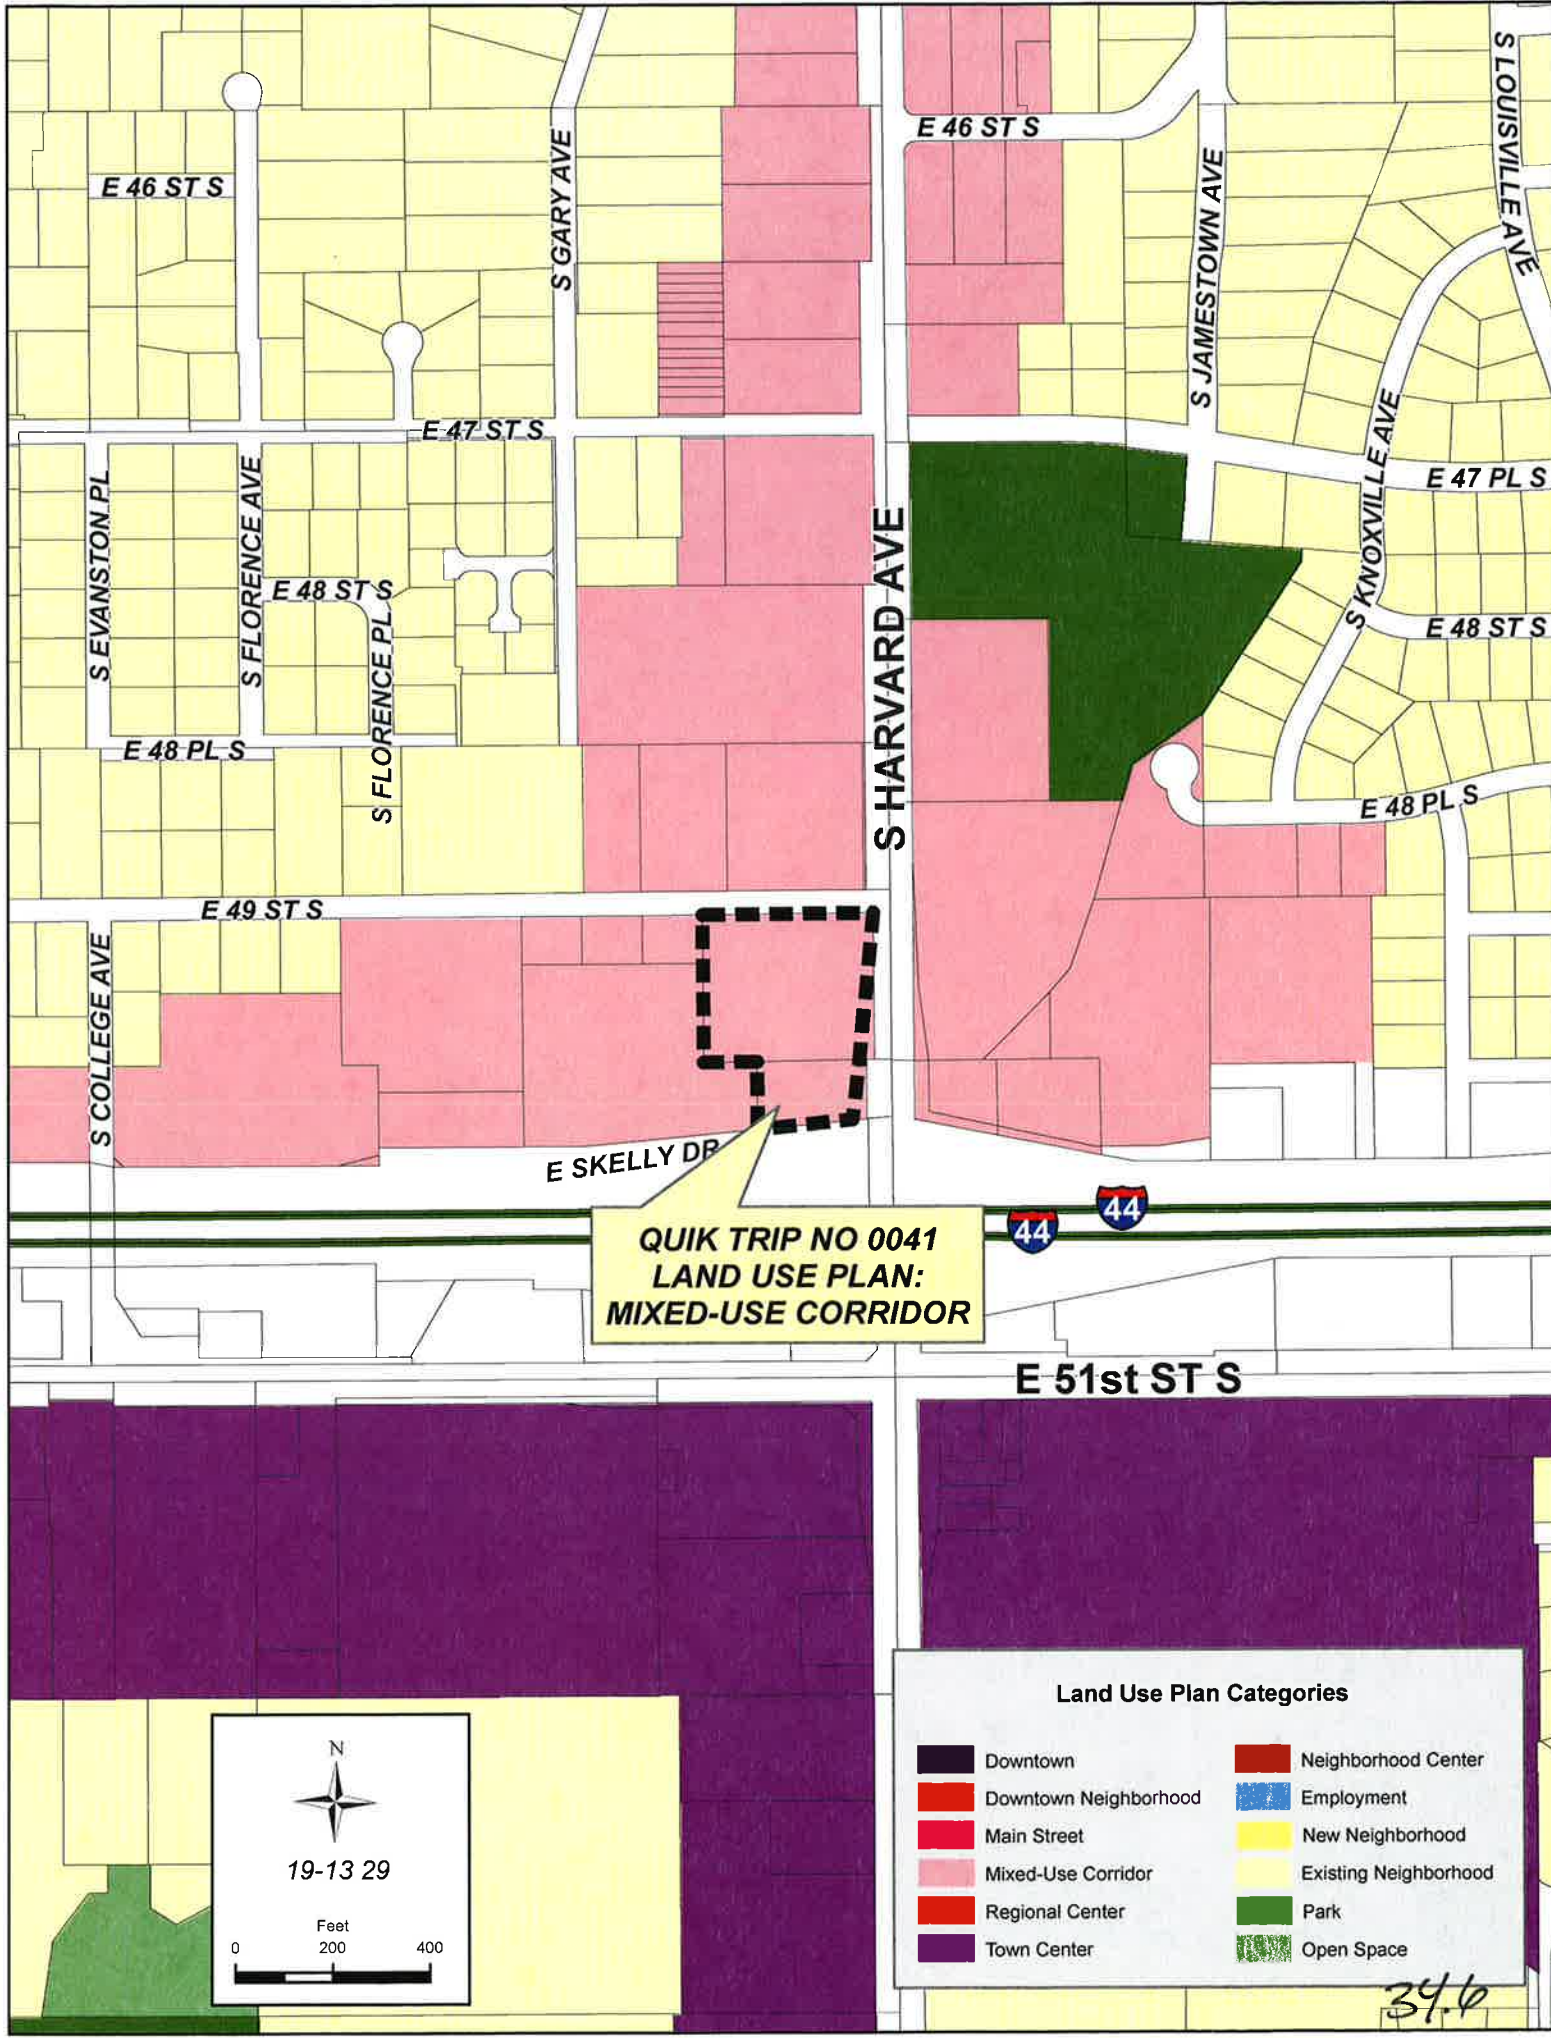 S LOUISVILLE AVE
E 46 ST S
E 46 ST S
S GARY AVE
S JAMESTOWN AVE
E 47 ST S
S KNOXVILLE AVE
E 47 PL S
S EVANSTON PL
S FLORENCE AVE
E 48 ST S
S FLORENCE PL
S HARVARD AVE
E 48 ST S
E 48 PL S
E 48 PL S
E 49 ST S
S COLLEGE AVE
E SKELLY DR
44
44
QUIK TRIP NO 0041
LAND USE PLAN:
MIXED-USE CORRIDOR
E 51st ST S
N
19-13 29
Feet
0 200 400
Land Use Plan Categories
Downtown
Downtown Neighborhood
Main Street
Mixed-Use Corridor
Regional Center
Town Center
Neighborhood Center
Employment
New Neighborhood
Existing Neighborhood
Park
Open Space
34.6